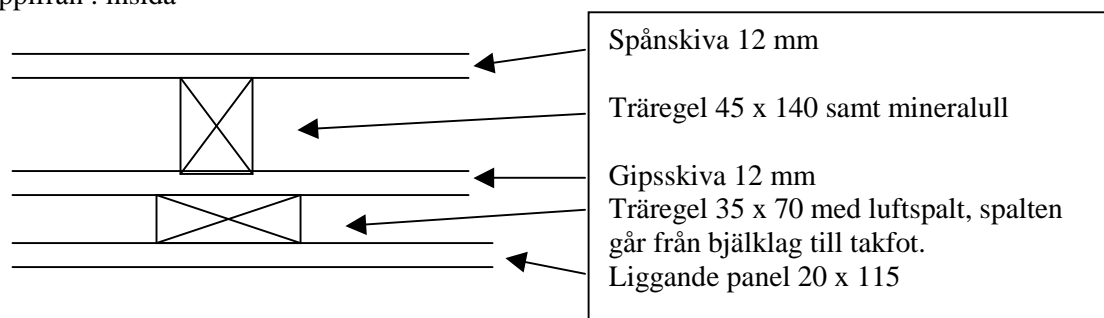 Spånskiva 12 mm
Träregel 45 x 140 samt mineralull
Gipsskiva 12 mm
Träregel 35 x 70 med luftspalt, spalten
går från bjälklag till takfot.
Liggande panel 20 x 115